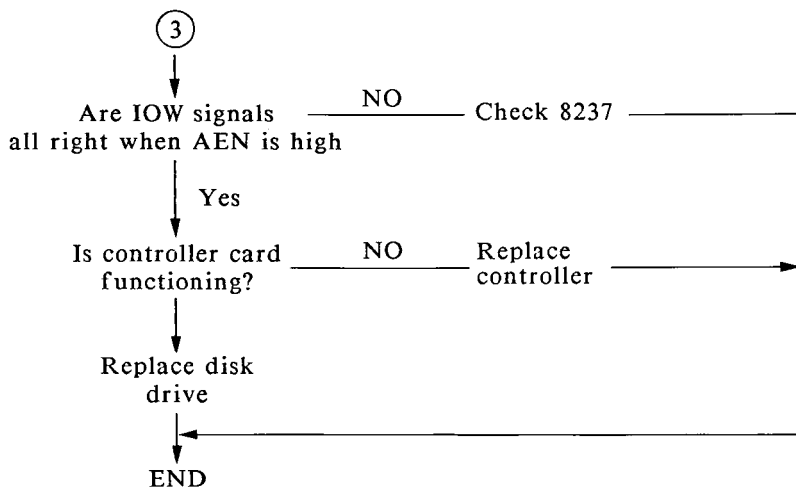 3
Are IOW signals
all right when AEN is high
NO
Check 8237
Yes
Is controller card
functioning?
NO
Replace
controller
Replace disk
drive
END